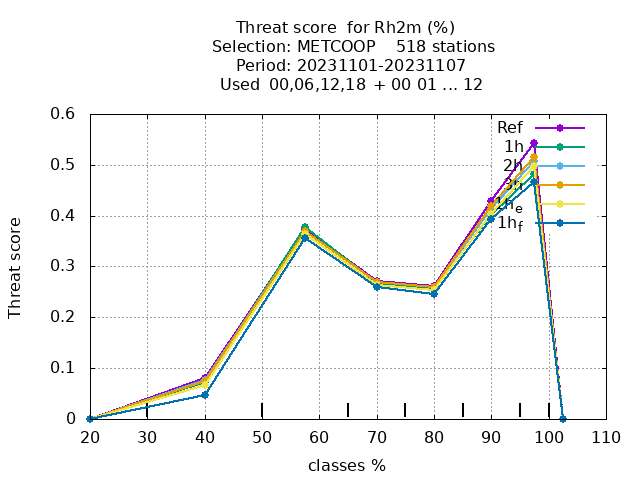 Threat score  for Rh2m (%)
Selection: METCOOP    518 stations
Period: 20231101-20231107
Used  00,06,12,18  + 00 01 ... 12
0.6
0.5
0.4
0.3
0.2
0.1
0
Threat score
Ref
1h
2h
3h
1hf
20 30 40 50 60 70 80 90 100 110
classes %